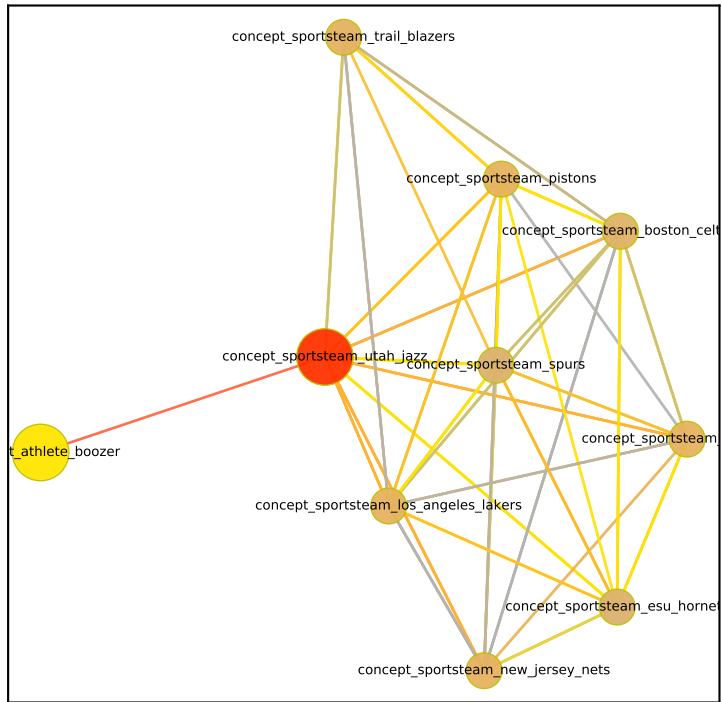 concept_sportsteam_trail_blazers
concept_sportsteam_pistons
concept_sportsteam_boston_celt
concept_sportsteam_utah_jazz
concept_sportsteam_spurs
concept_sportsteam_
t_athlete_boozer
concept_sportsteam_los_angeles_lakers
concept_sportsteam_esu_hornet
concept_sportsteam_new_jersey_nets